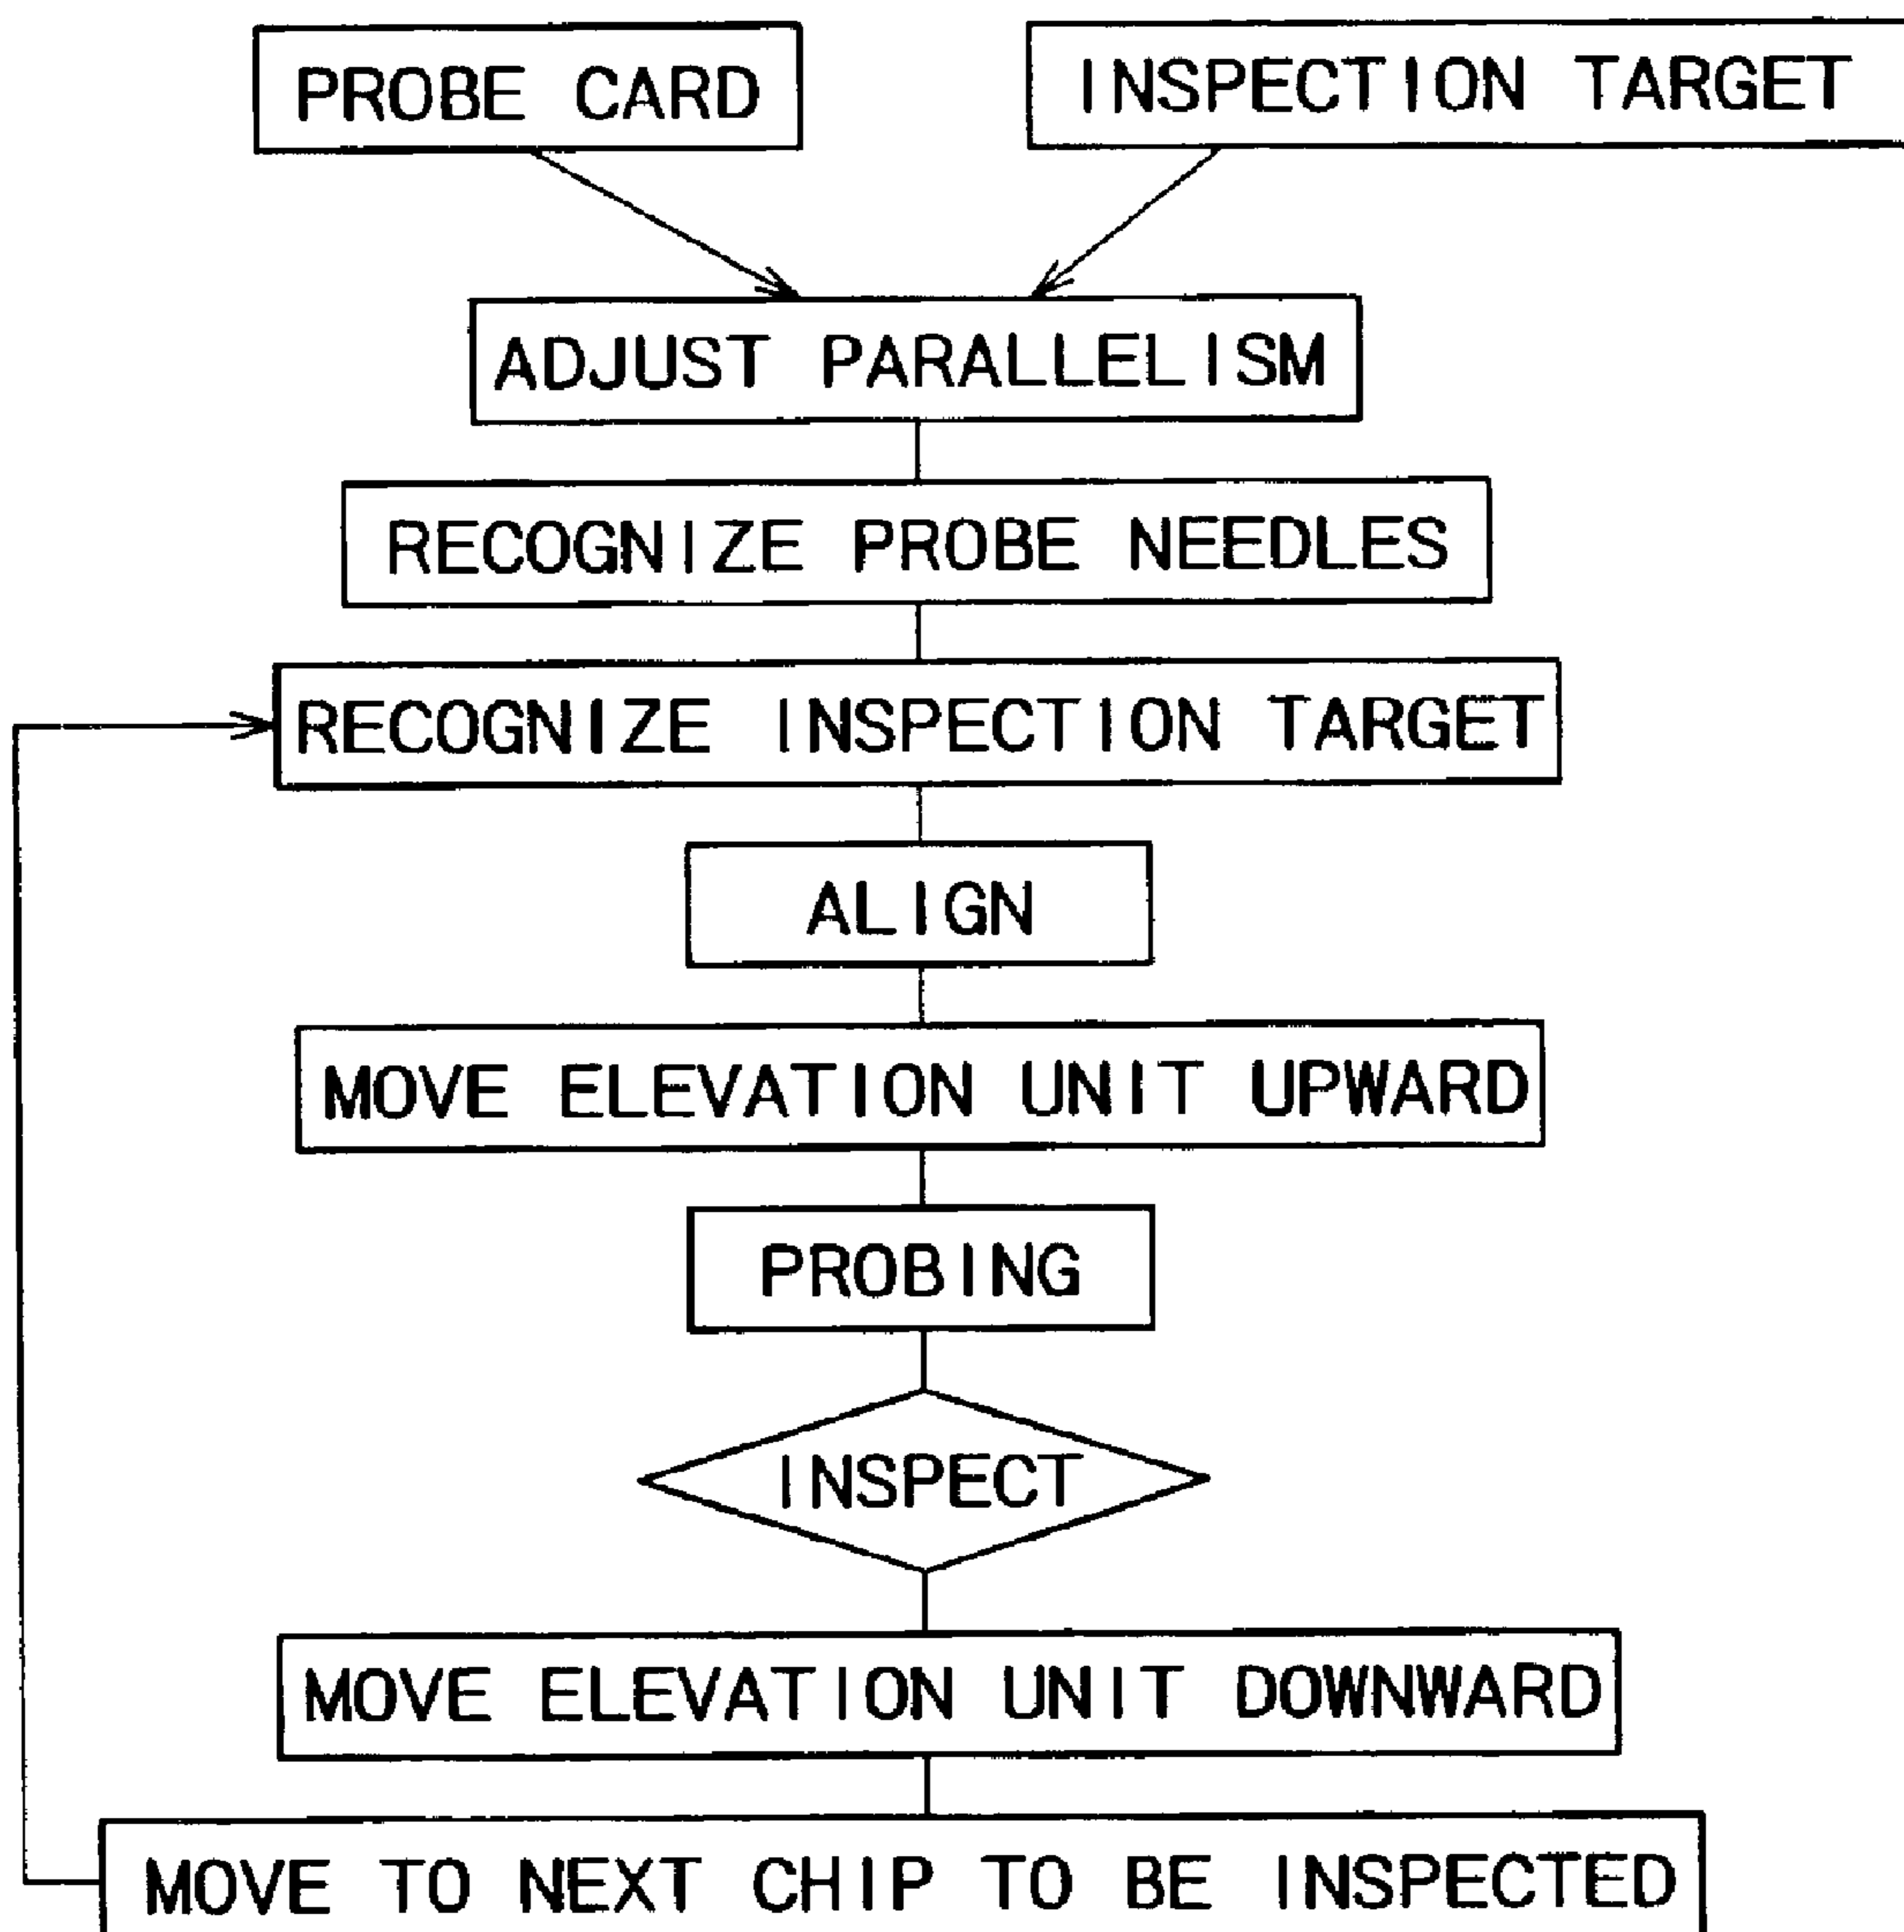 PROBE CARD
INSPECTION TARGET
ADJUST PARALLELISM
RECOGNIZE PROBE NEEDLES
RECOGNIZE INSPECTION TARGET
ALIGN
MOVE ELEVATION UNIT UPWARD
PROBING
INSPECT
MOVE ELEVATION UNIT DOWNWARD
MOVE TO NEXT CHIP TO BE INSPECTED